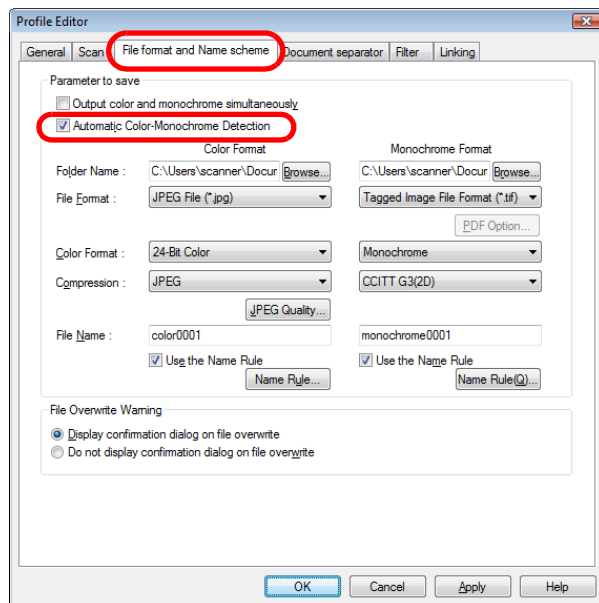 Profile Editor
General Scan File format and Name scheme Document separator Filter Linking
Parameter to save
Output color and monochrome simultaneously
Automatic Color-Monochrome Detection
Color Format Monochrome Format
Folder Name : C:\Users\scanner\Docur Browse... C:\Users\scanner\Docur Browse...
File Format : JPEG File (*.jpg) Tagged Image File Format (*.tif)
PDF Option...
Color Format : 24-Bit Color Monochrome
Compression : JPEG CCITT G3(2D)
JPEG Quality...
File Name : color0001 monochrome0001
Use the Name Rule Use the Name Rule
Name Rule... Name Rule(Q)...
File Overwrite Warning
Display confirmation dialog on file overwrite
Do not display confirmation dialog on file overwrite
OK Cancel Apply Help